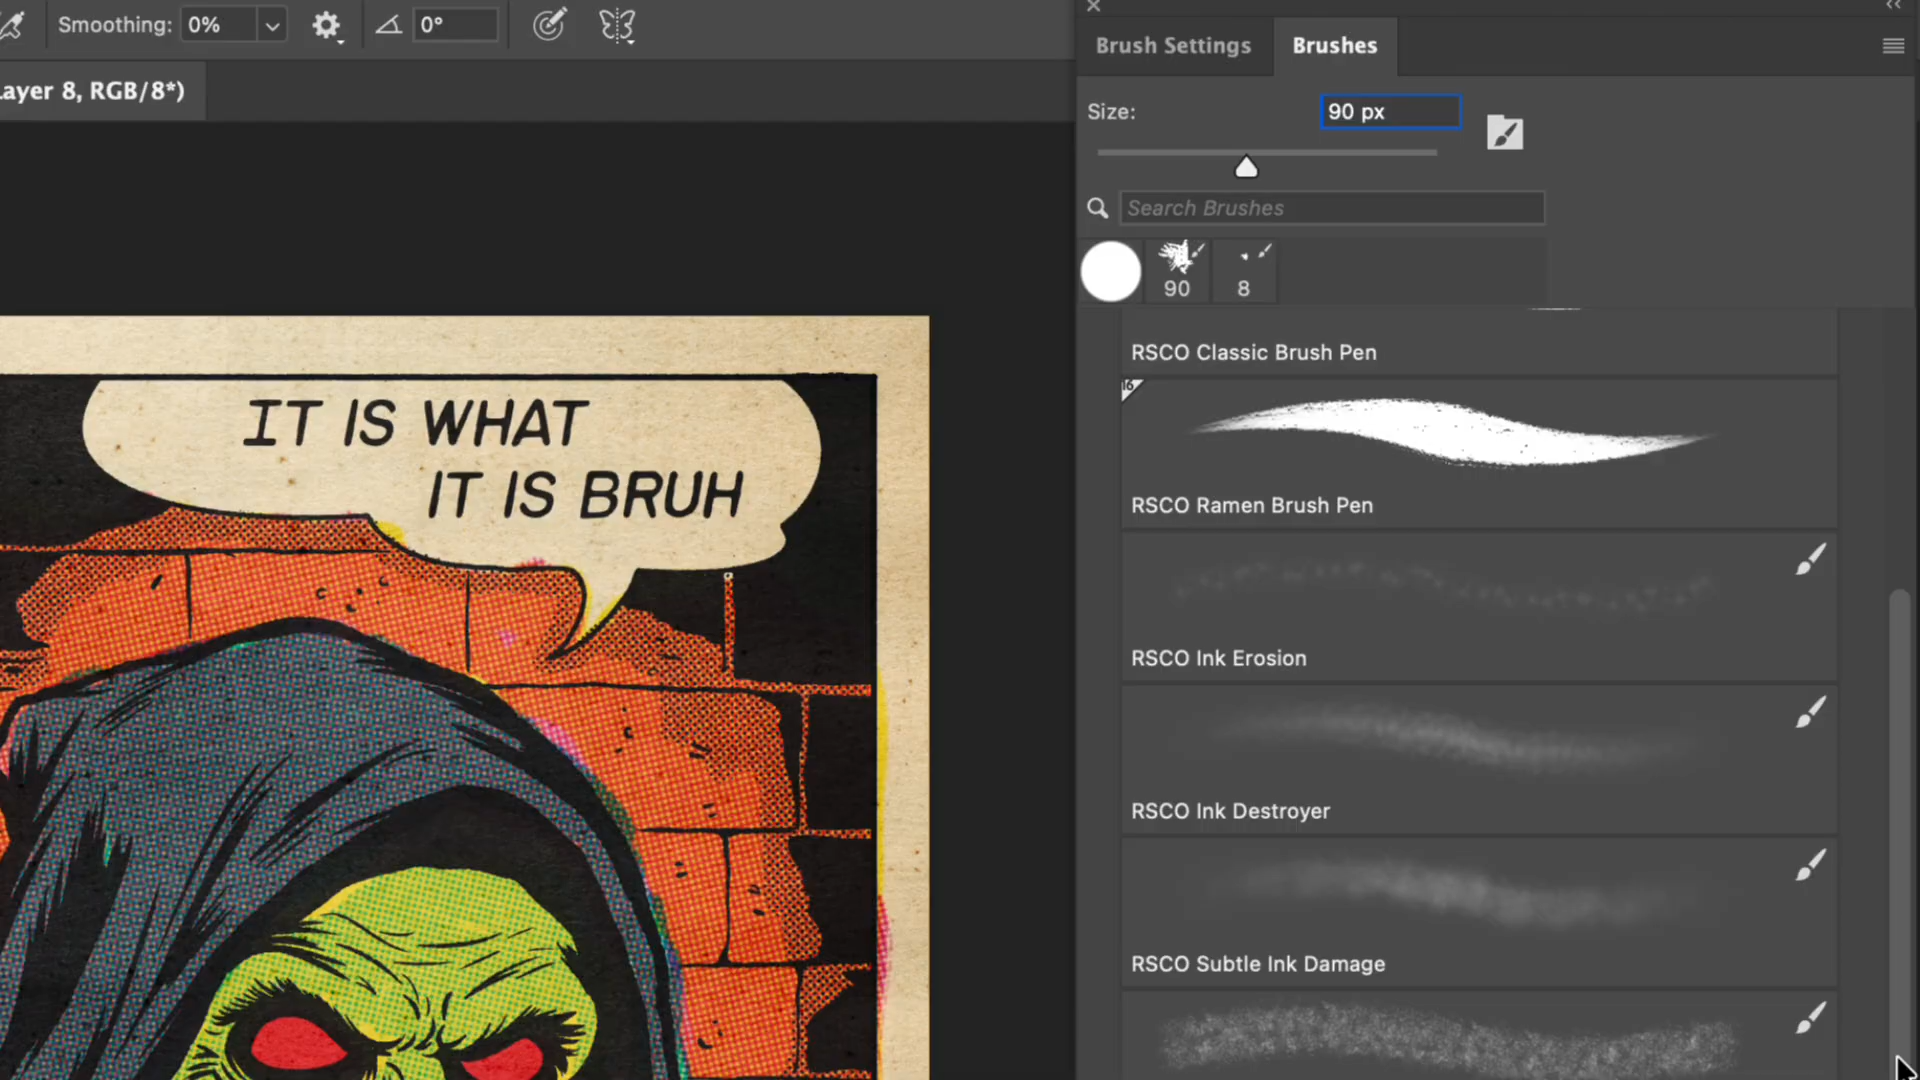 Smoothing: 0%
0°
ayer 8, RGB/8*)
Brush Settings
Brushes
Size:
90 px
Search Brushes
90
8
RSCO Classic Brush Pen
16
RSCO Ramen Brush Pen
RSCO Ink Erosion
RSCO Ink Destroyer
RSCO Subtle Ink Damage
IT IS WHAT
IT IS BRUH